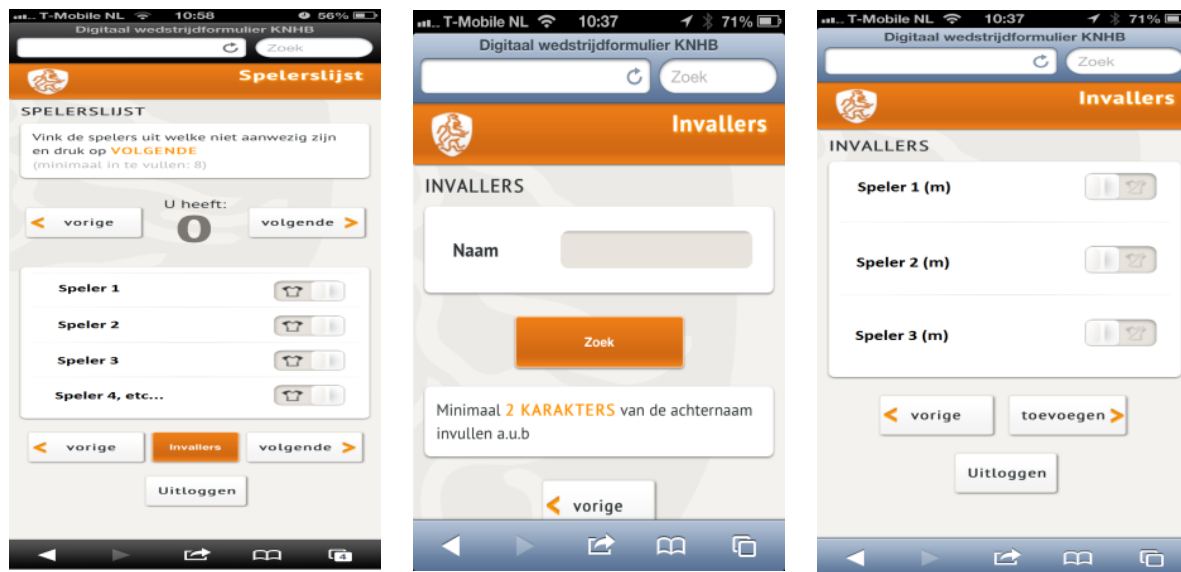 T-Mobile NL 10:58 56%
Digitaal wedstrijdformulier KNHB
Zoek
Spelerslijst
SPELERSLIJST
Vink de spelers uit welke niet aanwezig zijn
en druk op VOLGENDE
(minimaal in te vullen: 8)
U heeft:
vorige 0 volgende
Speler 1
Speler 2
Speler 3
Speler 4, etc...
vorige Invallers volgende
Uitloggen
4
T-Mobile NL 10:37 71%
Digitaal wedstrijdformulier KNHB
Zoek
Invallers
INVALLERS
Naam
Zoek
Minimaal 2 KARAKTERS van de achternaam
invullen a.u.b
vorige
T-Mobile NL 10:37 71%
Digitaal wedstrijdformulier KNHB
Zoek
Invallers
INVALLERS
Speler 1 (m)
Speler 2 (m)
Speler 3 (m)
vorige toevoegen
Uitloggen